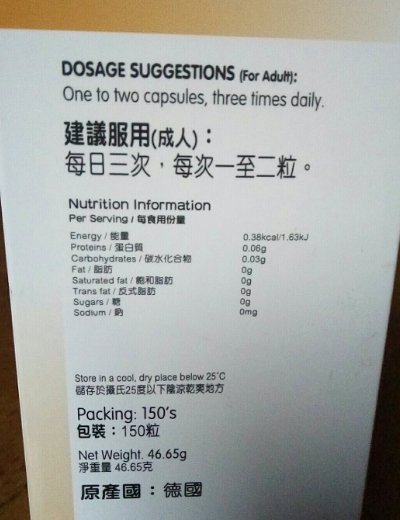 DOSAGE SUGGESTIONS (For Adult):
One to two capsules, three times daily.
建議服用(成人)：
每日三次，每次一至二粒。
Nutrition Information
Per Serving / 每食用份量
Energy / 能量 0.38kcal/1.63kJ
Proteins / 蛋白質 0.06g
Carbohydrates / 碳水化合物 0.03g
Fat / 脂肪 0g
Saturated fat / 飽和脂肪 0g
Trans fat / 反式脂肪 0g
Sugars / 糖 0g
Sodium / 鈉 0mg
Store in a cool, dry place below 25˚C
儲存於攝氏25度以下陰涼乾爽地方
Packing: 150's
包裝：150粒
Net Weight. 46.65g
淨重量 46.65克
原產國：德國